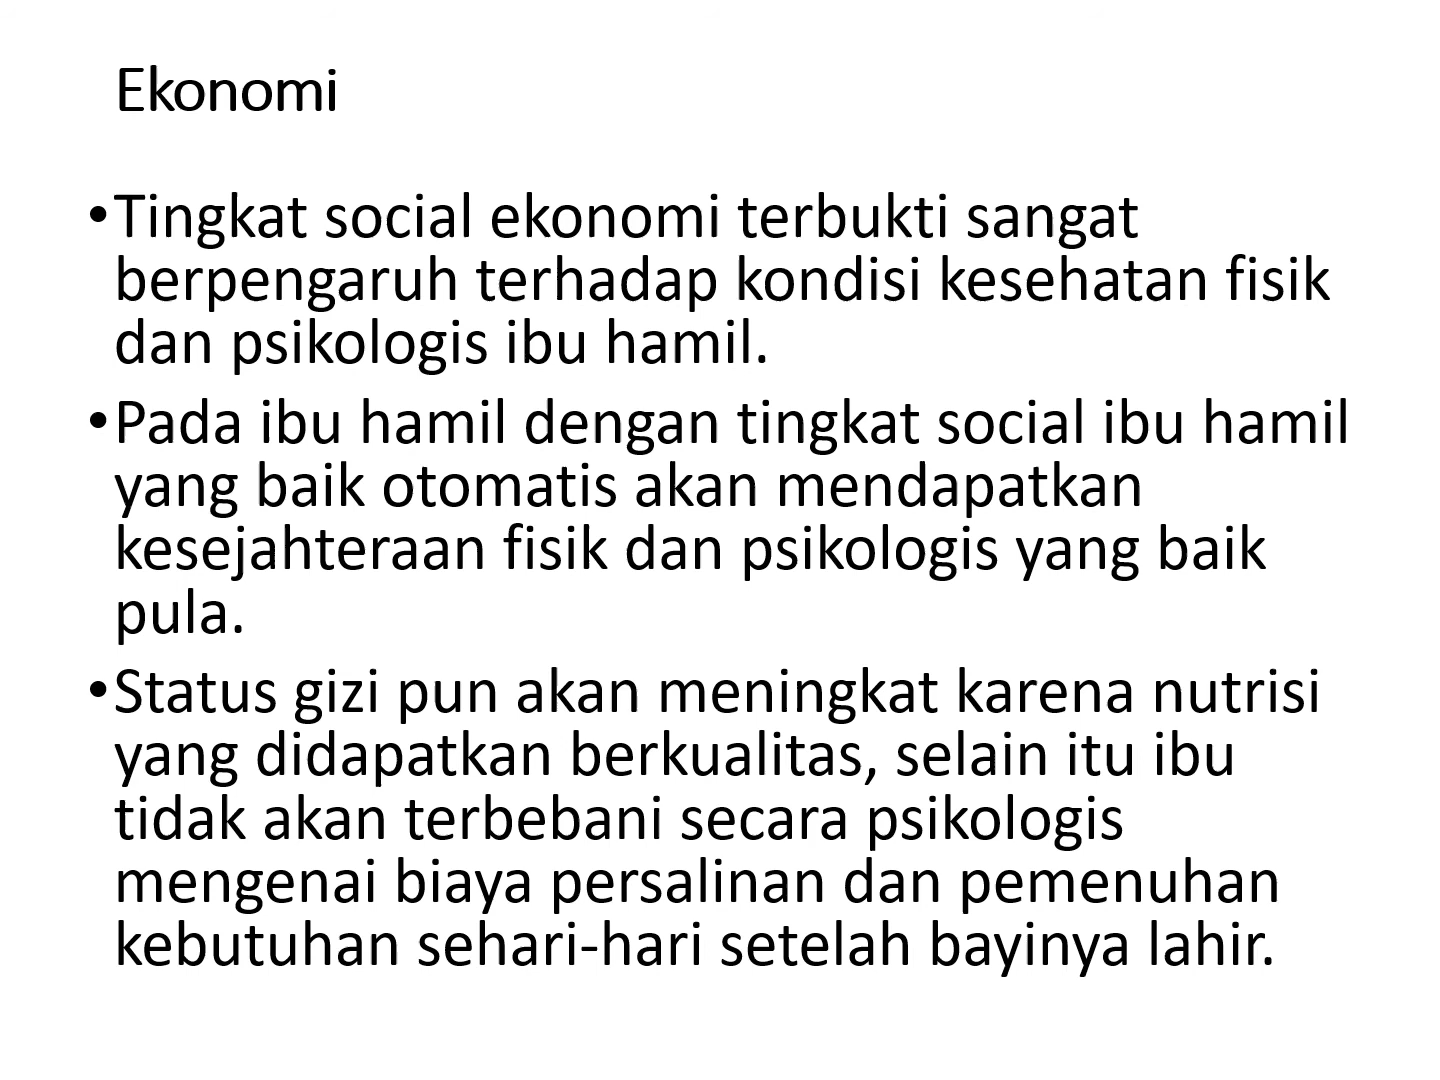 Ekonomi
•Tingkat social ekonomi terbukti sangat
berpengaruh terhadap kondisi kesehatan fisik
dan psikologis ibu hamil.
•Pada ibu hamil dengan tingkat social ibu hamil
yang baik otomatis akan mendapatkan
kesejahteraan fisik dan psikologis yang baik
pula.
•Status gizi pun akan meningkat karena nutrisi
yang didapatkan berkualitas, selain itu ibu
tidak akan terbebani secara psikologis
mengenai biaya persalinan dan pemenuhan
kebutuhan sehari-hari setelah bayinya lahir.